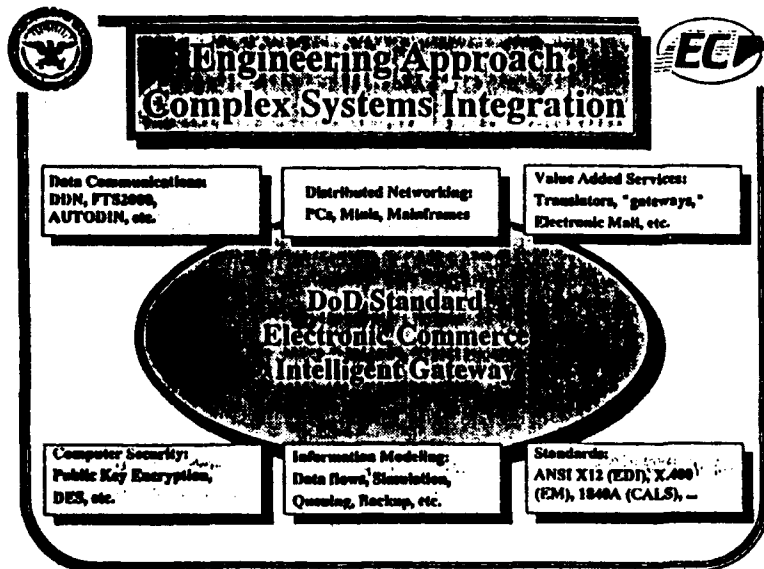 EC
Engineering Approach:
Complex Systems Integration
Data Communications:
DDN, FTS2000,
AUTODIN, etc.
Distributed Networking:
PCs, Minis, Mainframes
Value Added Services:
Translators, "gateways,"
Electronic Mail, etc.
DoD Standard
Electronic Commerce
Intelligent Gateway
Computer Security:
Public Key Encryption,
DES, etc.
Information Modeling:
Data flows, Simulation,
Queuing, Backup, etc.
Standards:
ANSI X12 (EDI), X.400
(EM), 1840A (CALS), ...